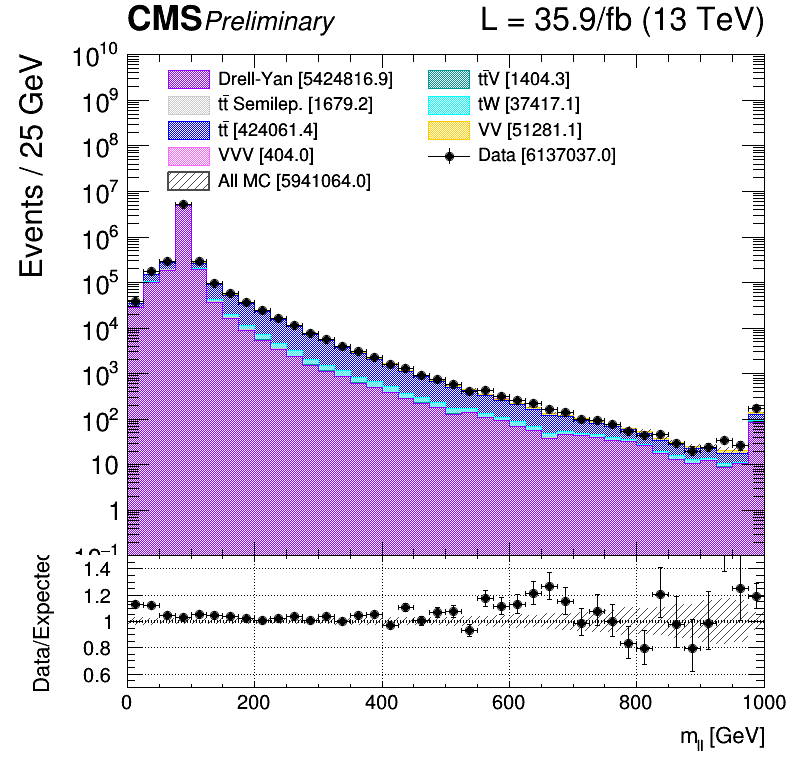 CMS Preliminary L = 35.9/fb (13 TeV)
Events / 25 GeV
10^10
10^9
10^8
10^7
10^6
10^5
10^4
10^3
10^2
10
1
10^−1
Drell-Yan [5424816.9]
tt̄ Semilep. [1679.2]
tt̄ [424061.4]
VVV [404.0]
All MC [5941064.0]
tt̄V [1404.3]
tW [37417.1]
VV [51281.1]
Data [6137037.0]
Data/Expected
1.4
1.2
1
0.8
0.6
0 200 400 600 800 1000
m_ll [GeV]